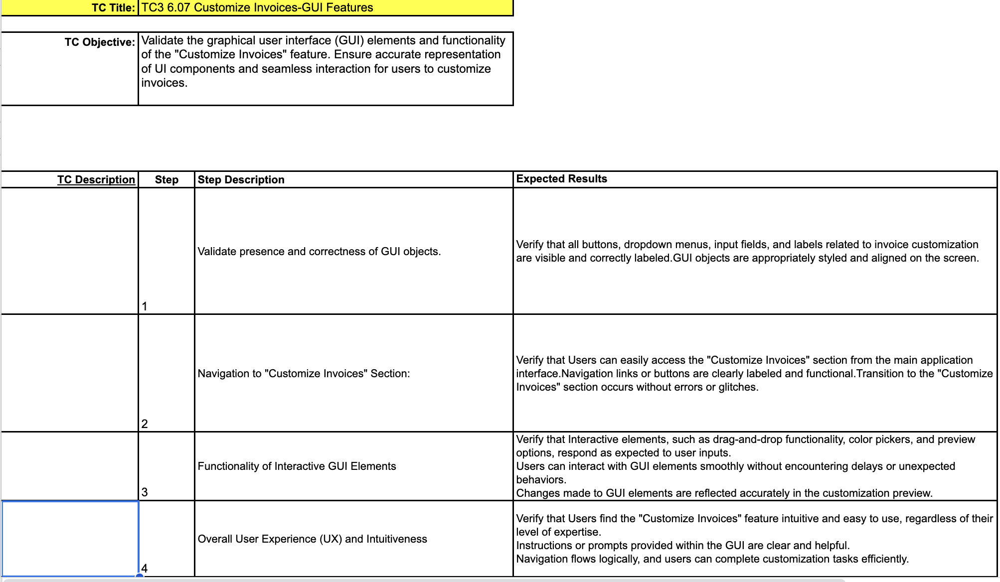 TC Title: TC3 6.07 Customize Invoices-GUI Features
TC Objective: Validate the graphical user interface (GUI) elements and functionality
of the "Customize Invoices" feature. Ensure accurate representation
of UI components and seamless interaction for users to customize
invoices.
TC Description Step Step Description Expected Results
Validate presence and correctness of GUI objects.
Verify that all buttons, dropdown menus, input fields, and labels related to invoice customization
are visible and correctly labeled.GUI objects are appropriately styled and aligned on the screen.
1
Navigation to "Customize Invoices" Section:
Verify that Users can easily access the "Customize Invoices" section from the main application
interface.Navigation links or buttons are clearly labeled and functional.Transition to the "Customize
Invoices" section occurs without errors or glitches.
2
Functionality of Interactive GUI Elements
Verify that Interactive elements, such as drag-and-drop functionality, color pickers, and preview
options, respond as expected to user inputs.
Users can interact with GUI elements smoothly without encountering delays or unexpected
behaviors.
Changes made to GUI elements are reflected accurately in the customization preview.
3
Overall User Experience (UX) and Intuitiveness
Verify that Users find the "Customize Invoices" feature intuitive and easy to use, regardless of their
level of expertise.
Instructions or prompts provided within the GUI are clear and helpful.
Navigation flows logically, and users can complete customization tasks efficiently.
4